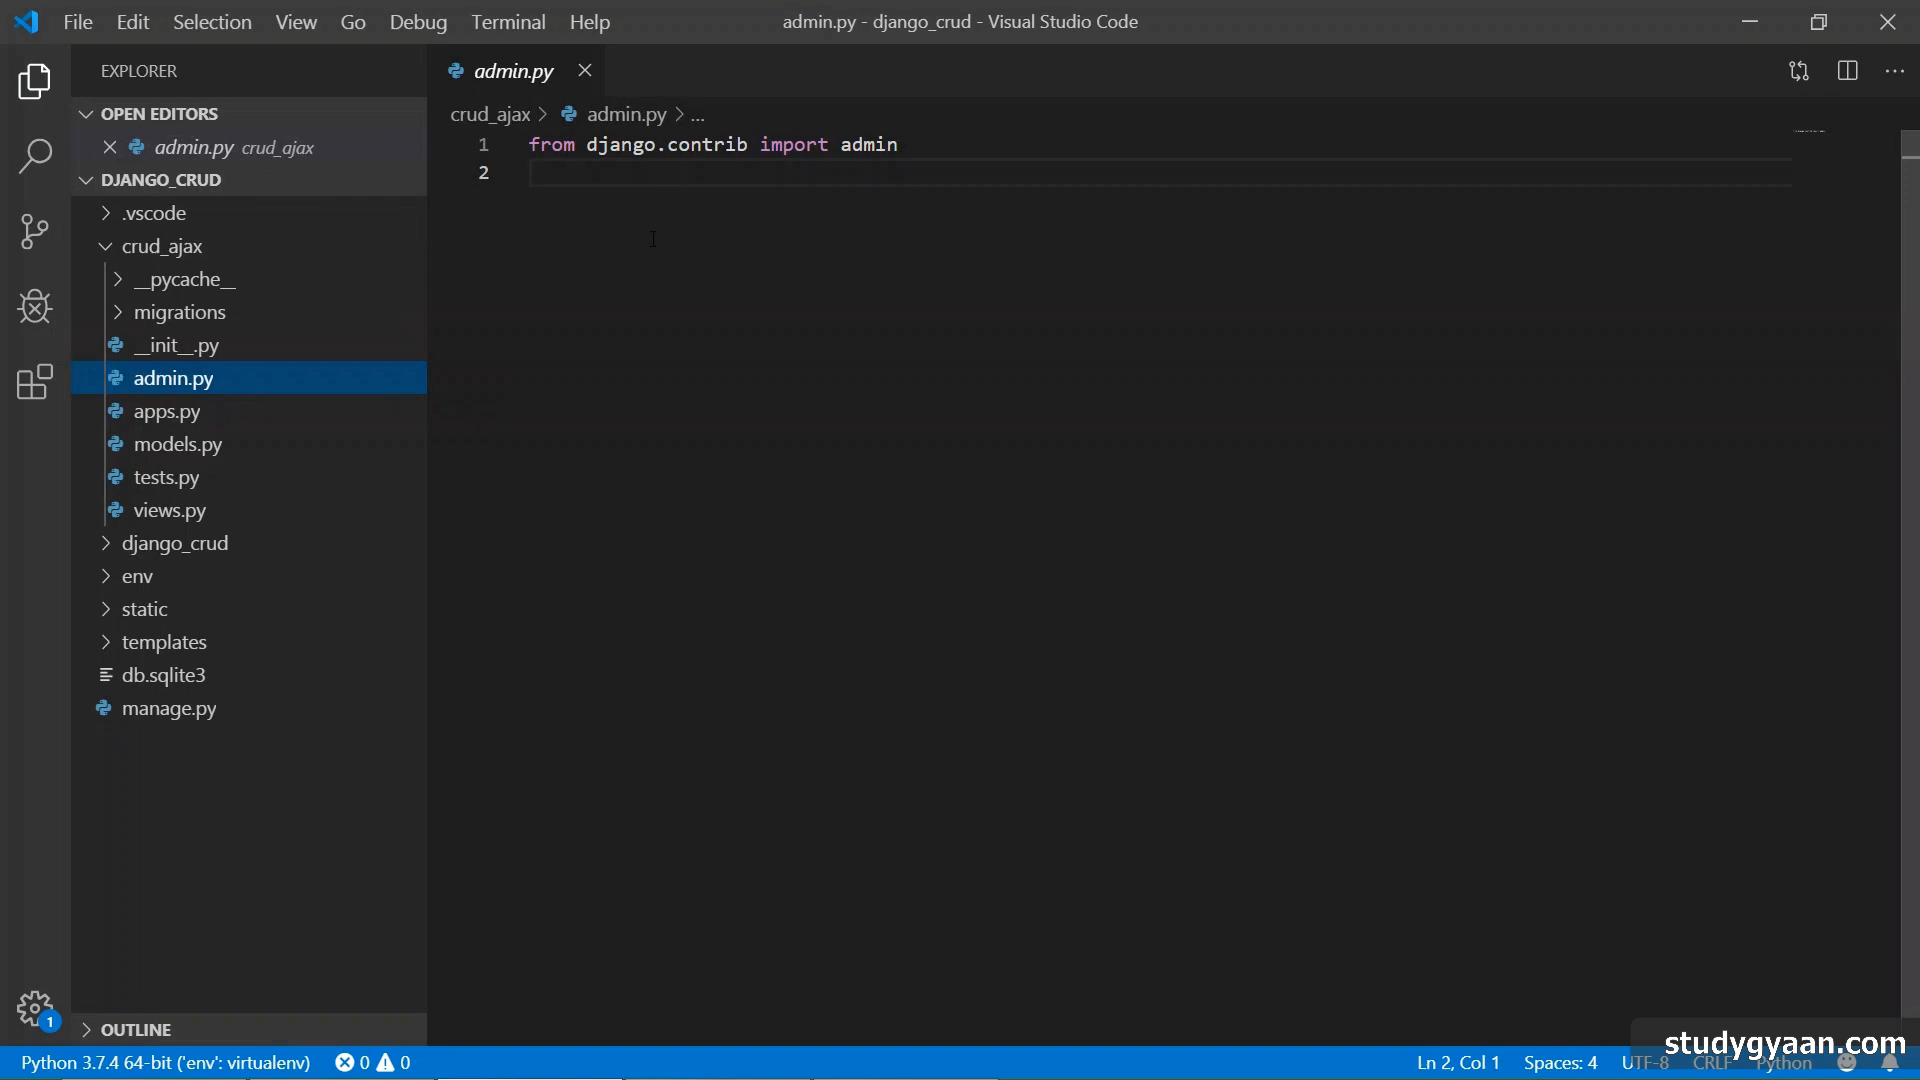 File Edit Selection View Go Debug Terminal Help admin.py - django_crud - Visual Studio Code
EXPLORER
OPEN EDITORS
admin.py crud_ajax
DJANGO_CRUD
.vscode
crud_ajax
__pycache__
migrations
__init__.py
admin.py
apps.py
models.py
tests.py
views.py
django_crud
env
static
templates
db.sqlite3
manage.py
OUTLINE
1
admin.py
crud_ajax > admin.py > ...
1 from django.contrib import admin
2
studygyaan.com
Python 3.7.4 64-bit ('env': virtualenv) 0 0 Ln 2, Col 1 Spaces: 4 UTF-8 CRLF Python